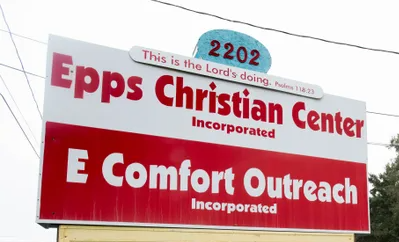 2202
This is the Lord's doing. Psalms 118:23
Epps Christian Center
Incorporated
E Comfort Outreach
Incorporated